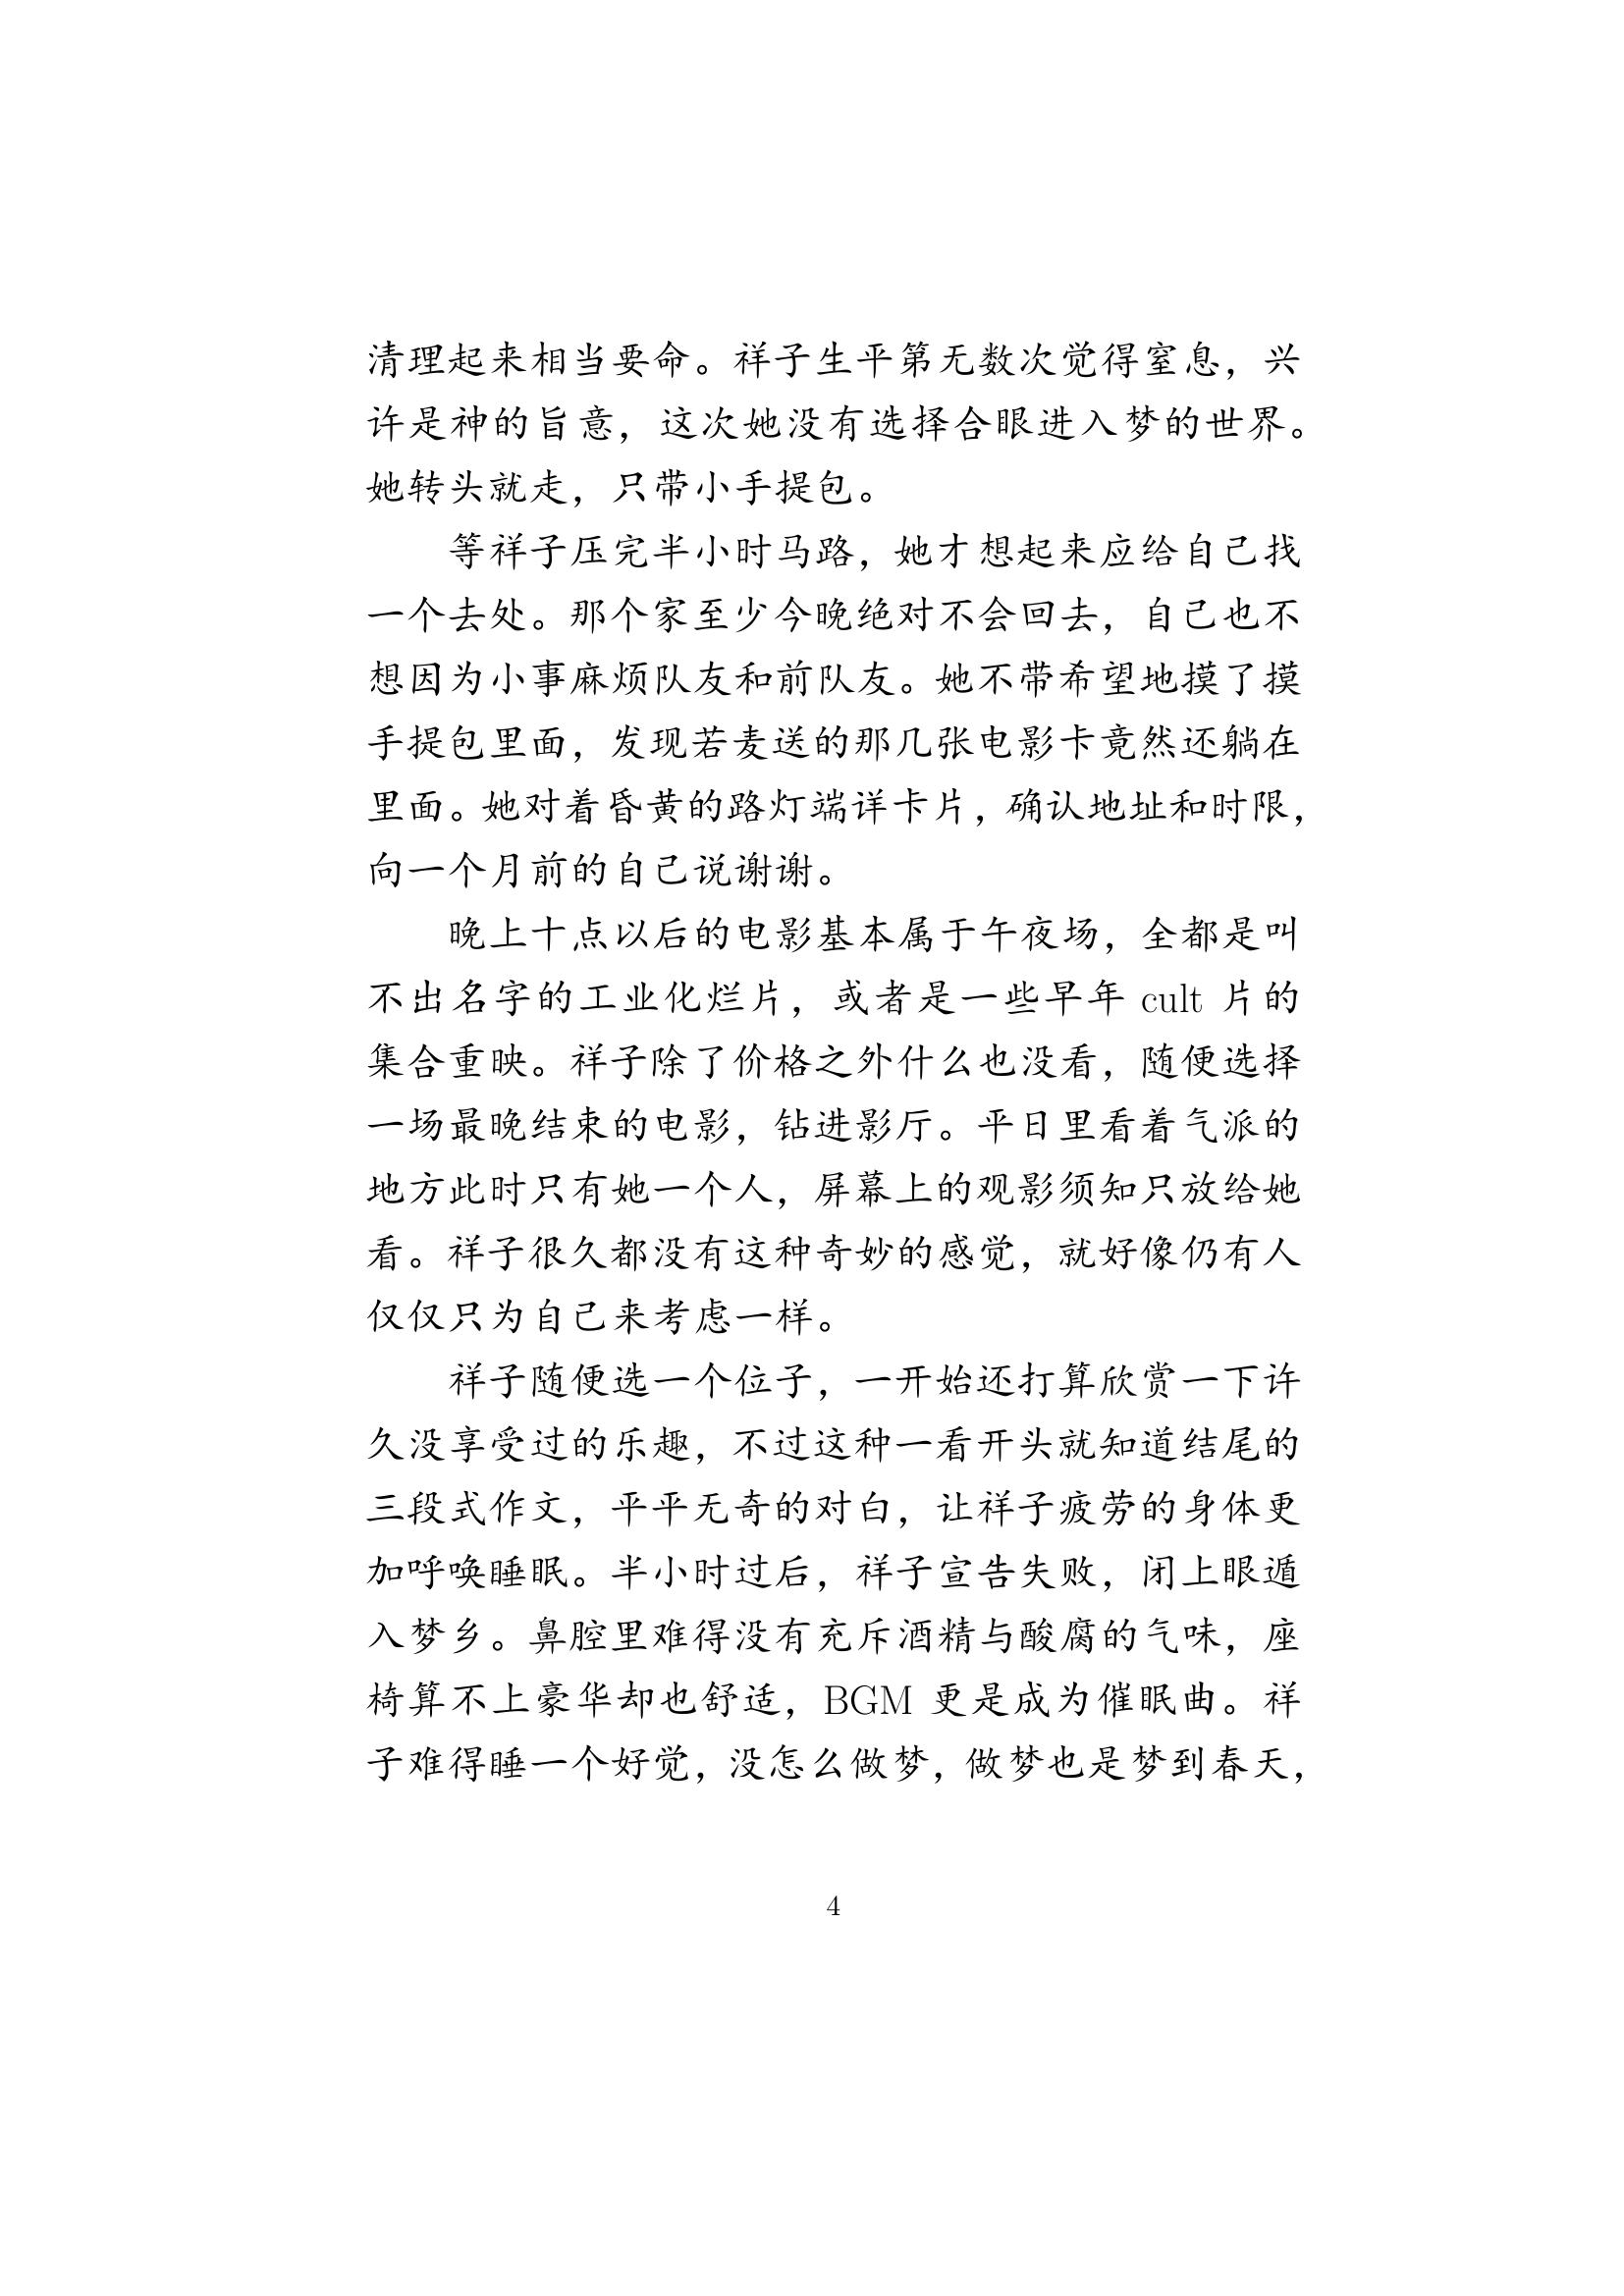 清理起来相当要命。祥子生平第无数次觉得窒息，兴
许是神的旨意，这次她没有选择合眼进入梦的世界。
她转头就走，只带小手提包。
等祥子压完半小时马路，她才想起来应给自己找
一个去处。那个家至少今晚绝对不会回去，自己也不
想因为小事麻烦队友和前队友。她不带希望地摸了摸
手提包里面，发现若麦送的那几张电影卡竟然还躺在
里面。她对着昏黄的路灯端详卡片，确认地址和时限，
向一个月前的自己说谢谢。
晚上十点以后的电影基本属于午夜场，全都是叫
不出名字的工业化烂片，或者是一些早年 cult 片的
集合重映。祥子除了价格之外什么也没看，随便选择
一场最晚结束的电影，钻进影厅。平日里看着气派的
地方此时只有她一个人，屏幕上的观影须知只放给她
看。祥子很久都没有这种奇妙的感觉，就好像仍有人
仅仅只为自己来考虑一样。
祥子随便选一个位子，一开始还打算欣赏一下许
久没享受过的乐趣，不过这种一看开头就知道结尾的
三段式作文，平平无奇的对白，让祥子疲劳的身体更
加呼唤睡眠。半小时过后，祥子宣告失败，闭上眼遁
入梦乡。鼻腔里难得没有充斥酒精与酸腐的气味，座
椅算不上豪华却也舒适，BGM 更是成为催眠曲。祥
子难得睡一个好觉，没怎么做梦，做梦也是梦到春天，
4